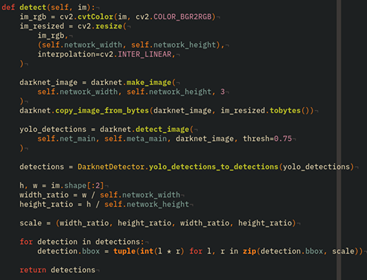 def detect(self, im):
im_rgb = cv2.cvtColor(im, cv2.COLOR_BGR2RGB)
im_resized = cv2.resize(
im_rgb,
(self.network_width, self.network_height),
interpolation=cv2.INTER_LINEAR,
)
darknet_image = darknet.make_image(
self.network_width, self.network_height, 3
)
darknet.copy_image_from_bytes(darknet_image, im_resized.tobytes())
yolo_detections = darknet.detect_image(
self.net_main, self.meta_main, darknet_image, thresh=0.75
)
detections = DarknetDetector.yolo_detections_to_detections(yolo_detections)
h, w = im.shape[:2]
width_ratio = w / self.network_width
height_ratio = h / self.network_height
scale = (width_ratio, height_ratio, width_ratio, height_ratio)
for detection in detections:
detection.bbox = tuple(int(l * r) for l, r in zip(detection.bbox, scale))
return detections